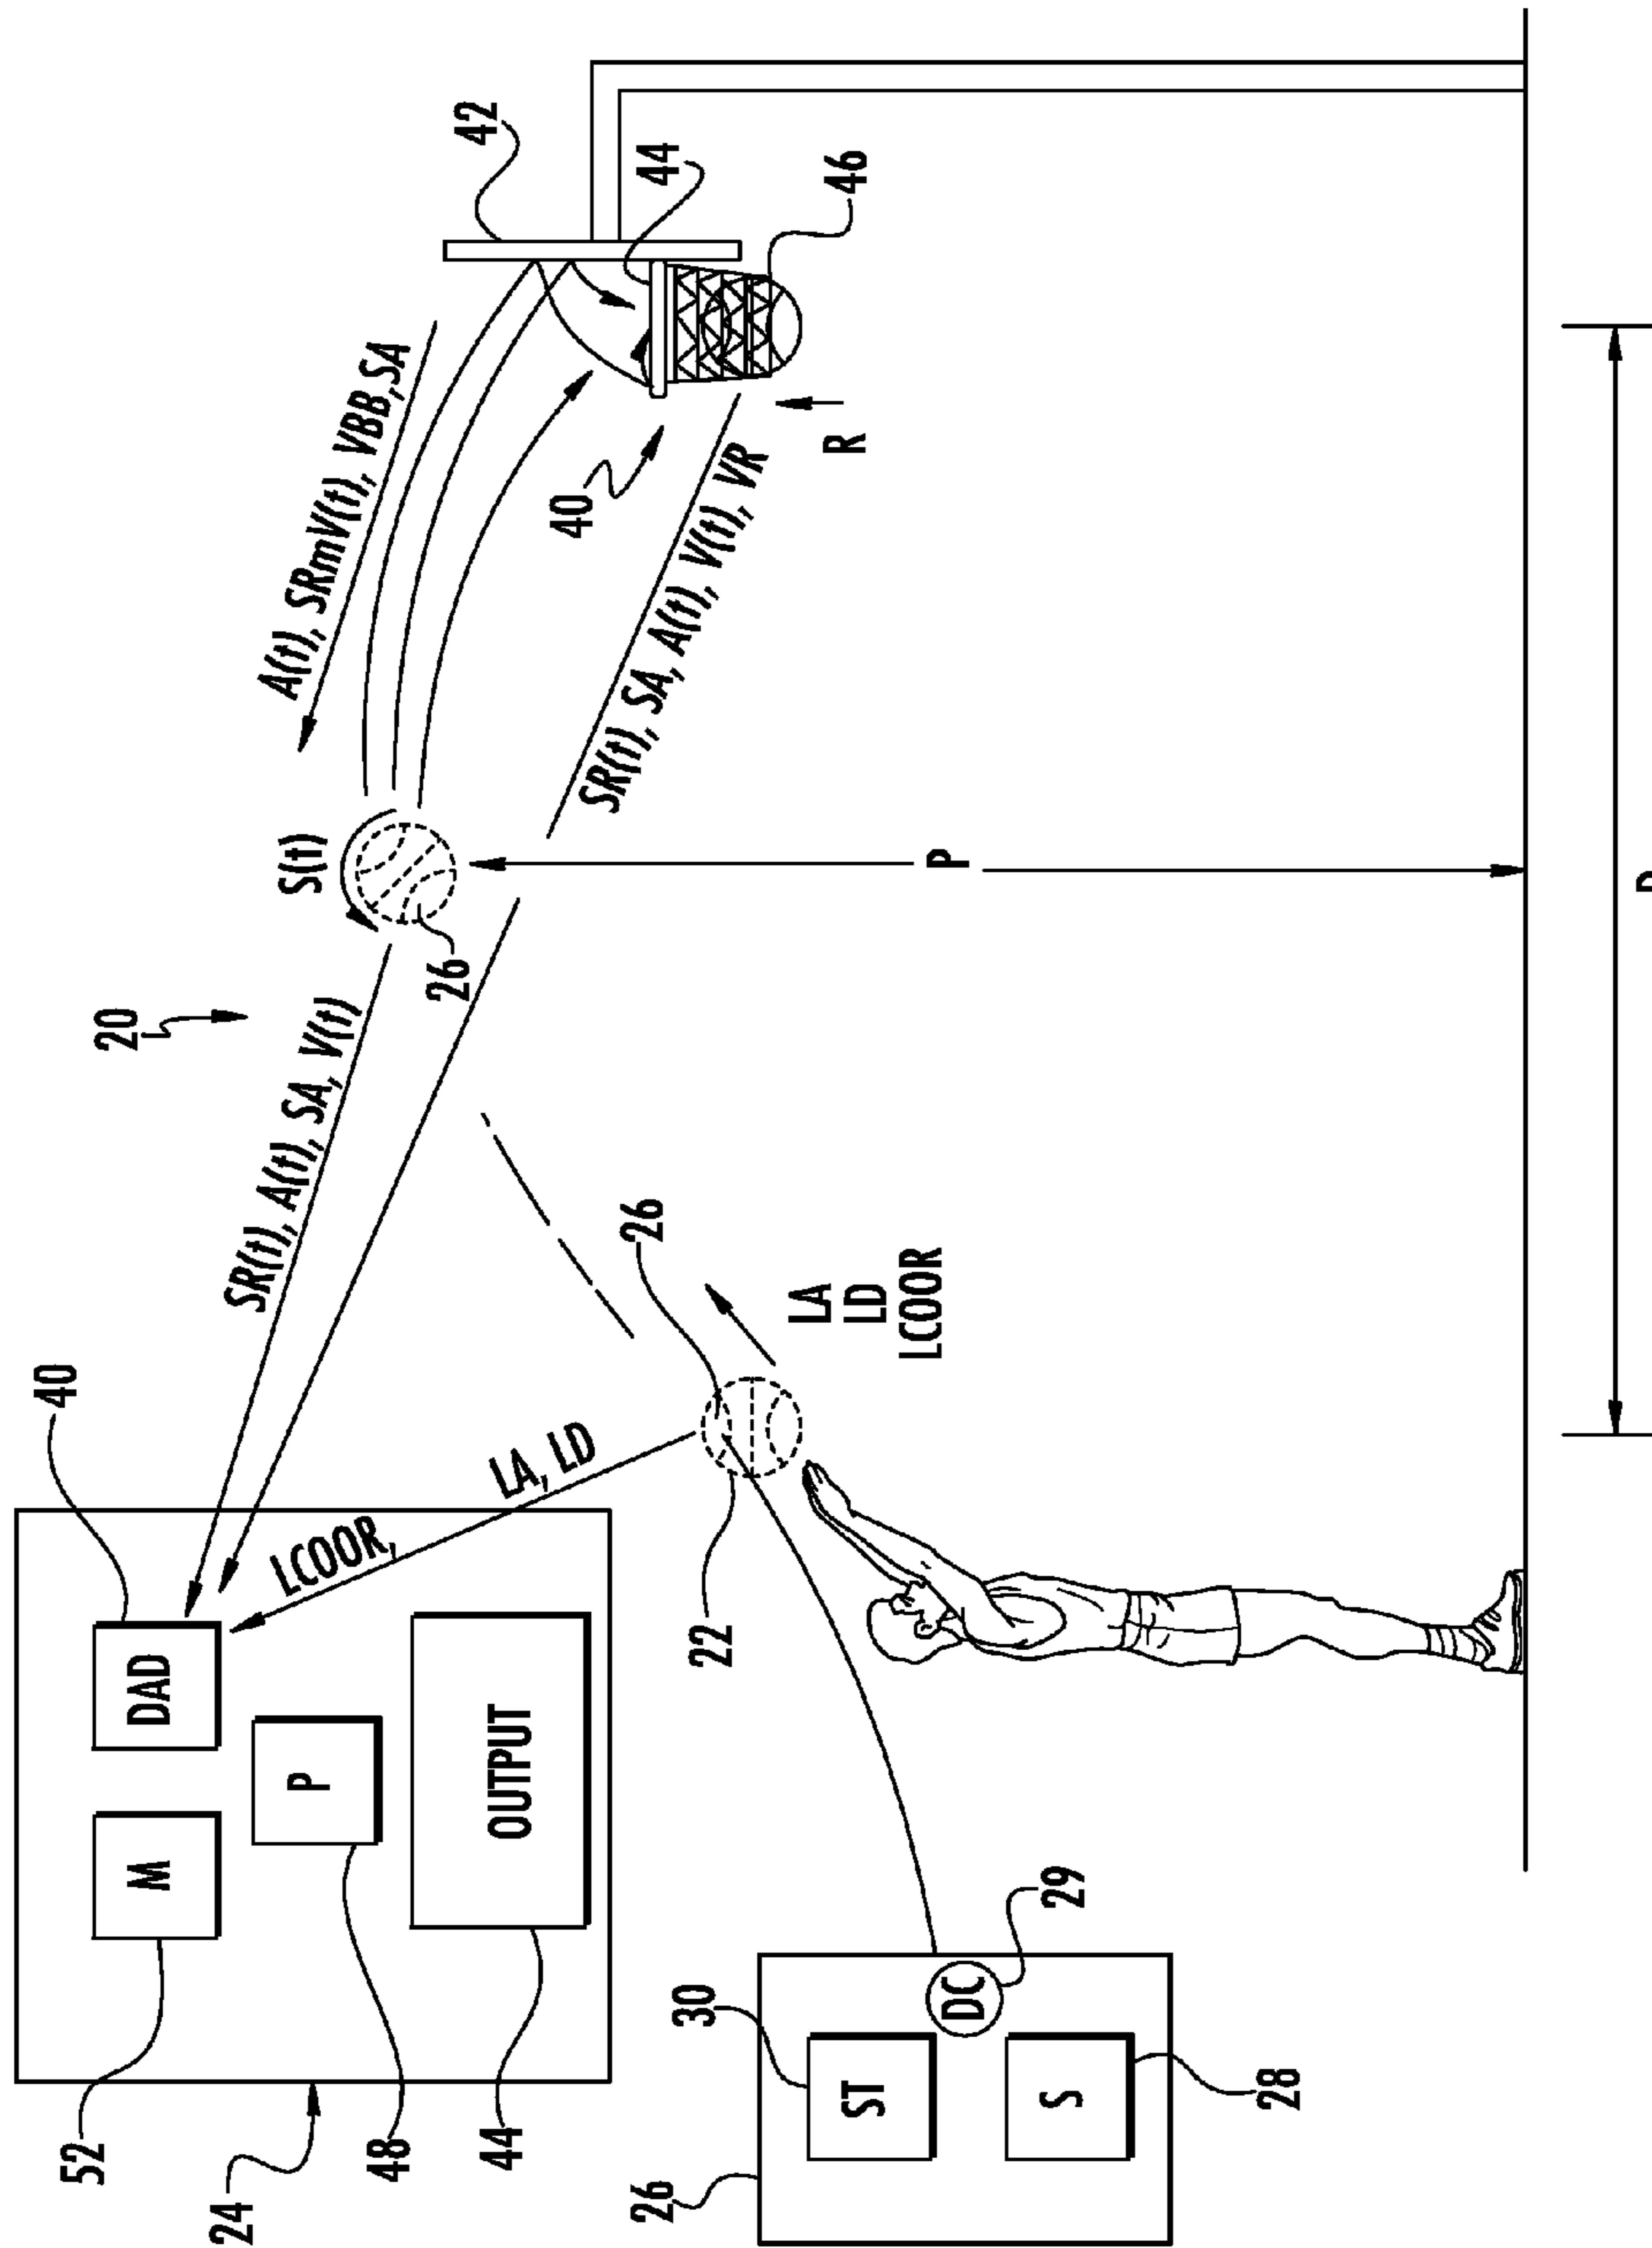 52
24
48
44
M
DAD
P
OUTPUT
40
LCOOR,
LA, LD
20
SR(t), A(t), SA, V(t)
S(t)
26
A(t), SRmV(t), VBB, SA
SR(t), SA, A(t), V(t), VR
42
44
46
40
R
26
30
ST
S
28
DC
29
22
26
LA
LD
LCOOR
P